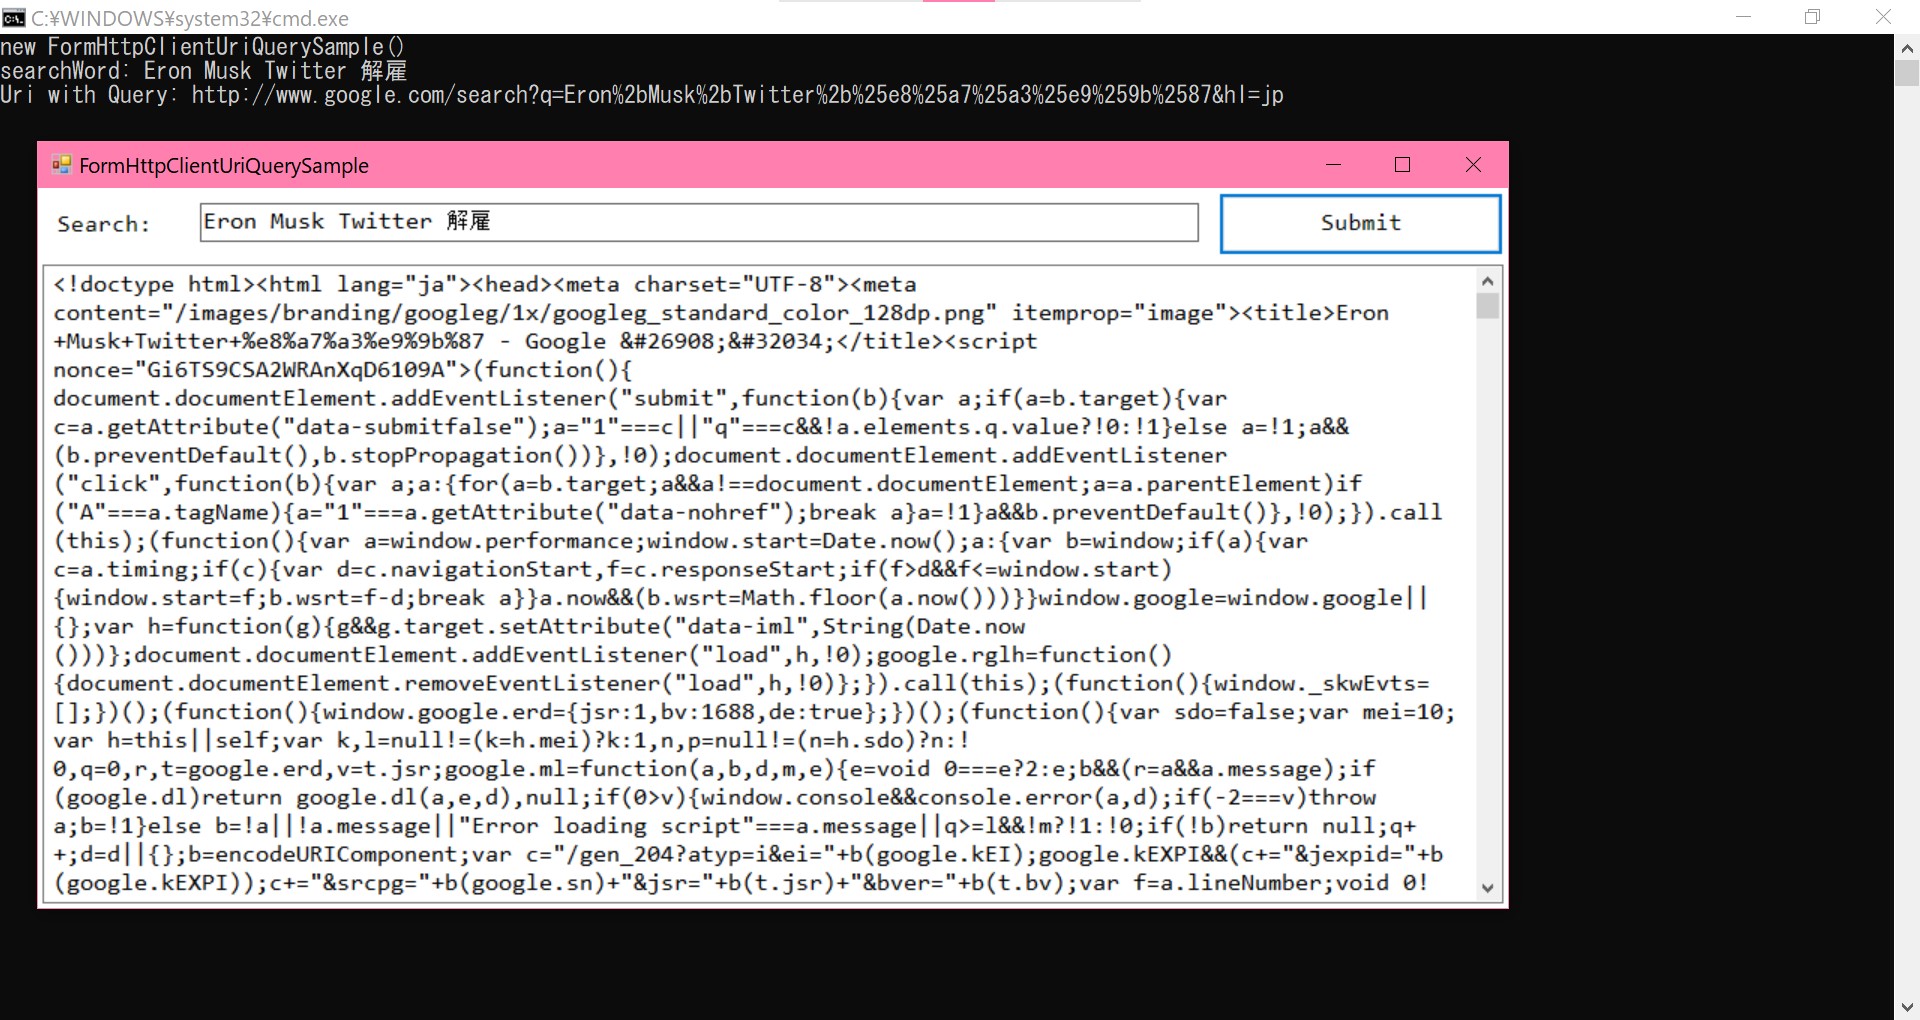 C:¥WINDOWS¥system32¥cmd.exe
new FormHttpClientUriQuerySample()
searchWord: Eron Musk Twitter 解雇
Uri with Query: http://www.google.com/search?q=Eron%2bMusk%2bTwitter%2b%25e8%25a7%25a3%25e9%259b%2587&hl=jp
FormHttpClientUriQuerySample
Search:
Eron Musk Twitter 解雇
Submit
<!doctype html><html lang="ja"><head><meta charset="UTF-8"><meta
content="/images/branding/googleg/1x/googleg_standard_color_128dp.png" itemprop="image"><title>Eron
+Musk+Twitter+%e8%a7%a3%e9%9b%87 - Google &#26908;&#32034;</title><script
nonce="Gi6TS9CSA2WRAnXqD6109A">(function(){
document.documentElement.addEventListener("submit",function(b){var a;if(a=b.target){var
c=a.getAttribute("data-submitfalse");a="1"===c||"q"===c&&!a.elements.q.value?!0:!1}else a=!1;a&&
(b.preventDefault(),b.stopPropagation())},!0);document.documentElement.addEventListener
("click",function(b){var a;a:{for(a=b.target;a&&a!==document.documentElement;a=a.parentElement)if
("A"===a.tagName){a="1"===a.getAttribute("data-nohref");break a}a=!1}a&&b.preventDefault()},!0);}).call
(this);(function(){var a=window.performance;window.start=Date.now();a:{var b=window;if(a){var
c=a.timing;if(c){var d=c.navigationStart,f=c.responseStart;if(f>d&&f<=window.start)
{window.start=f;b.wsrt=f-d;break a}}a.now&&(b.wsrt=Math.floor(a.now()))}}window.google=window.google||
{};var h=function(g){g&&g.target.setAttribute("data-iml",String(Date.now
()))};document.documentElement.addEventListener("load",h,!0);google.rglh=function()
{document.documentElement.removeEventListener("load",h,!0)};}).call(this);(function(){window._skwEvts=
[];})();(function(){window.google.erd={jsr:1,bv:1688,de:true};})();(function(){var sdo=false;var mei=10;
var h=this||self;var k,l=null!=(k=h.mei)?k:1,n,p=null!=(n=h.sdo)?n:!
0,q=0,r,t=google.erd,v=t.jsr;google.ml=function(a,b,d,m,e){e=void 0===e?2:e;b&&(r=a&&a.message);if
(google.dl)return google.dl(a,e,d),null;if(0>v){window.console&&console.error(a,d);if(-2===v)throw
a;b=!1}else b=!a||!a.message||"Error loading script"===a.message||q>=l&&!m?!1:!0;if(!b)return null;q+
+;d=d||{};b=encodeURIComponent;var c="/gen_204?atyp=i&ei="+b(google.kEI);google.kEXPI&&(c+="&jexpid="+b
(google.kEXPI));c+="&srcpg="+b(google.sn)+"&jsr="+b(t.jsr)+"&bver="+b(t.bv);var f=a.lineNumber;void 0!